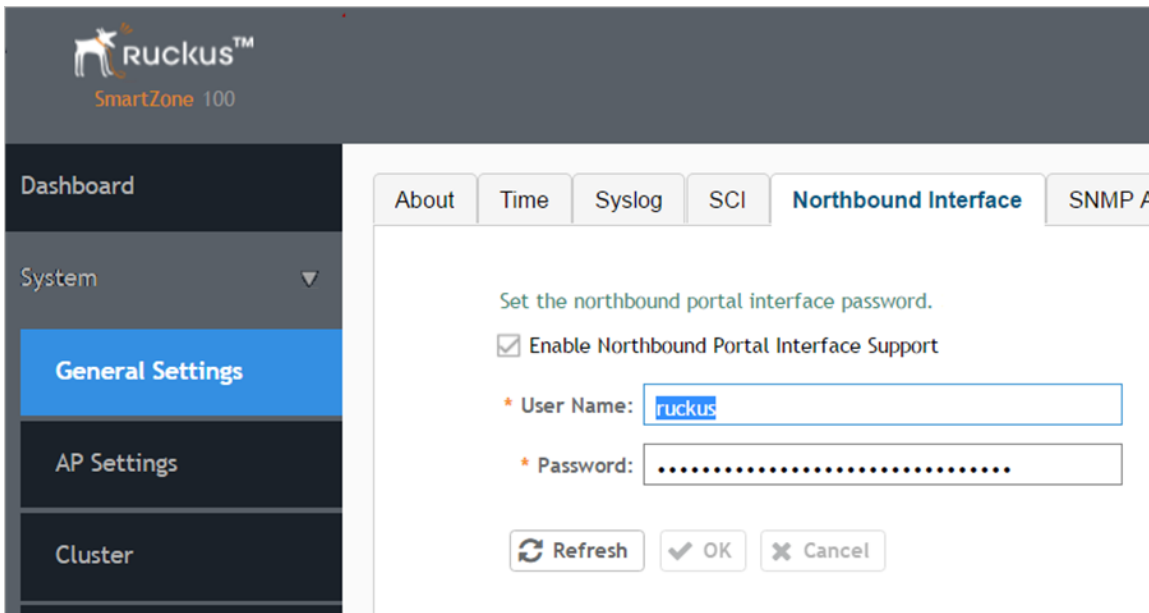 RUCKUS™
SmartZone 100
Dashboard
System
General Settings
AP Settings
Cluster
About
Time
Syslog
SCI
Northbound Interface
SNMP A
Set the northbound portal interface password.
Enable Northbound Portal Interface Support
* User Name: ruckus
* Password: ••••••••••••••••••••••••••••••••
Refresh
OK
Cancel